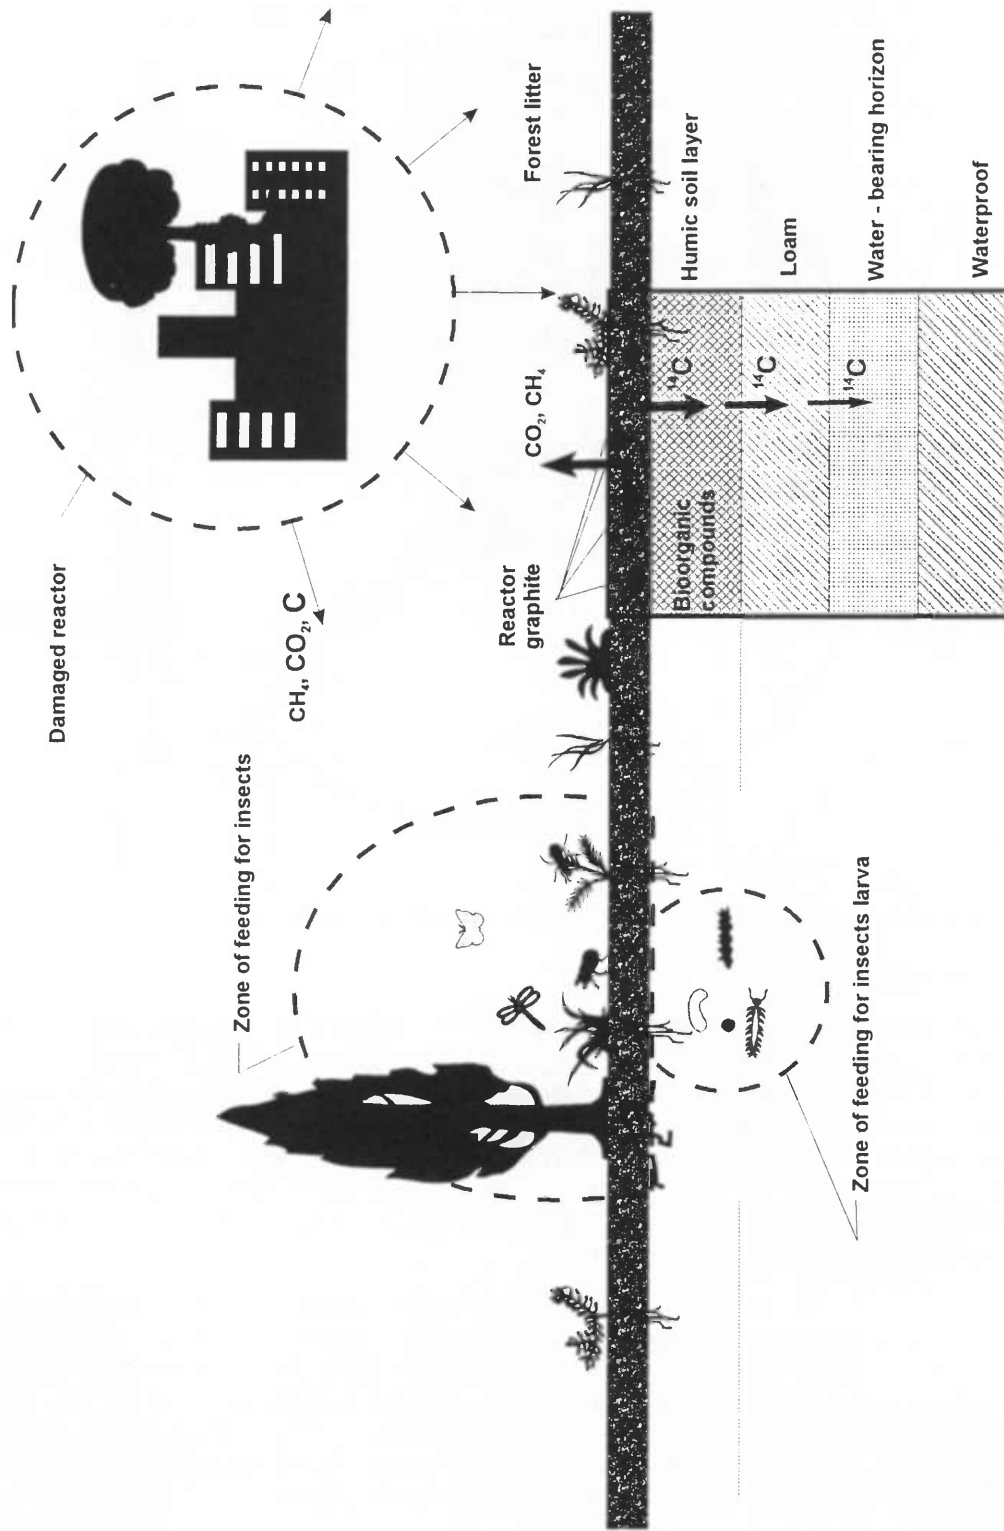 Damaged reactor
CH₄, CO₂, C
Zone of feeding for insects
Forest litter
CO₂, CH₄
Reactor
graphite
Humic soil layer
¹⁴C
Bioorganic
compounds
Loam
¹⁴C
Water - bearing horizon
¹⁴C
Waterproof
Zone of feeding for insects larva